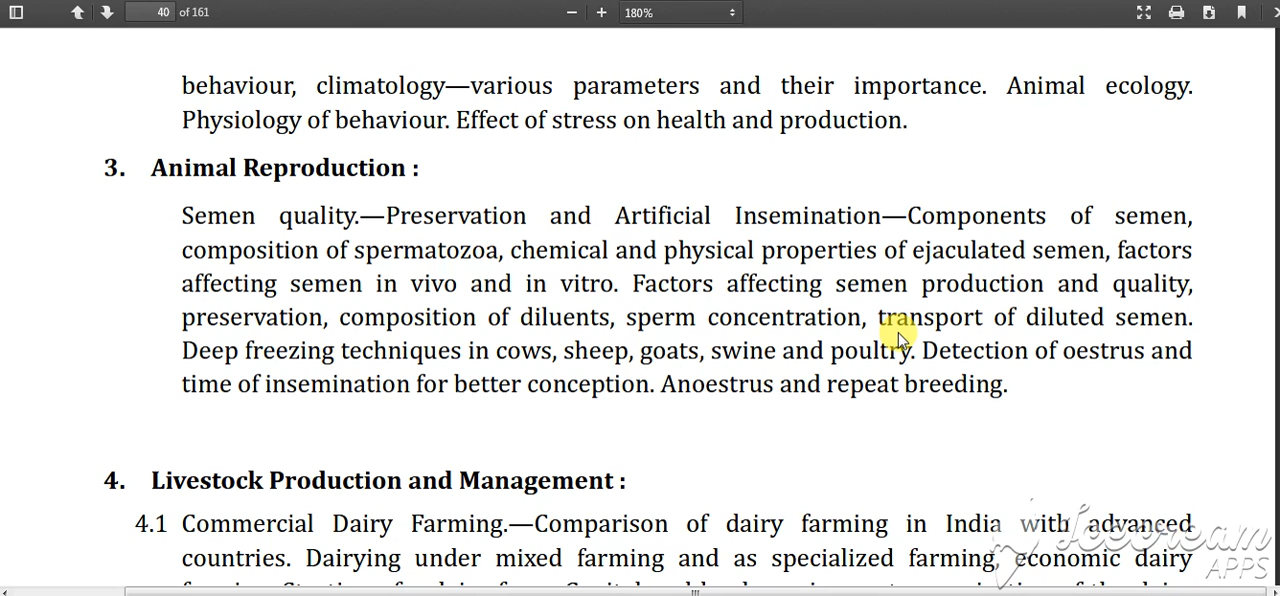 40 of 161
180%
behaviour, climatology—various parameters and their importance. Animal ecology.
Physiology of behaviour. Effect of stress on health and production.
3. Animal Reproduction :
Semen quality.—Preservation and Artificial Insemination—Components of semen,
composition of spermatozoa, chemical and physical properties of ejaculated semen, factors
affecting semen in vivo and in vitro. Factors affecting semen production and quality,
preservation, composition of diluents, sperm concentration, transport of diluted semen.
Deep freezing techniques in cows, sheep, goats, swine and poultry. Detection of oestrus and
time of insemination for better conception. Anoestrus and repeat breeding.
4. Livestock Production and Management :
4.1 Commercial Dairy Farming.—Comparison of dairy farming in India with advanced
countries. Dairying under mixed farming and as specialized farming, economic dairy
Icecream
APPS